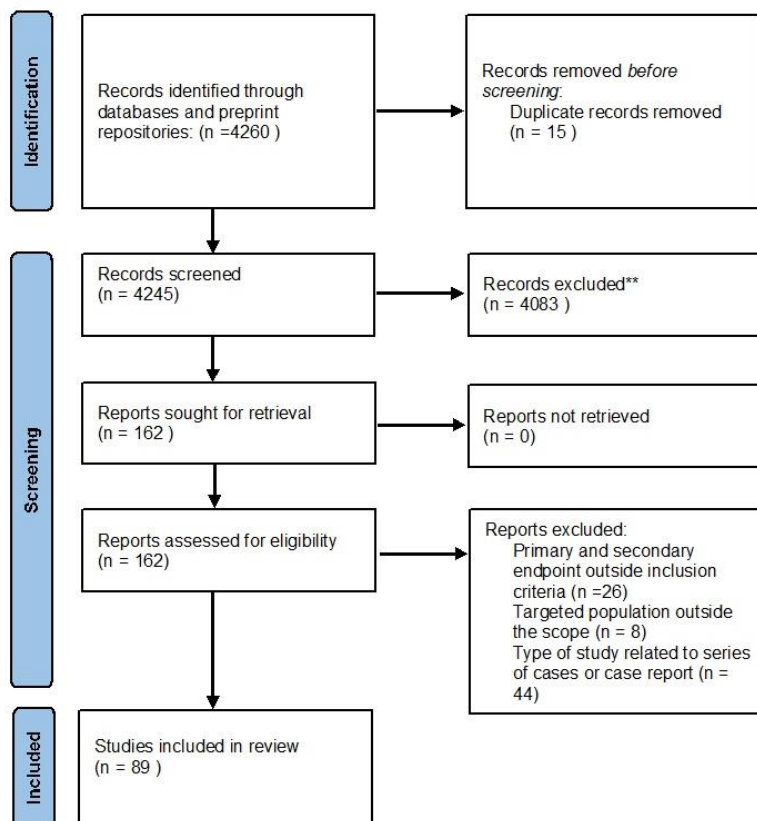 Identification
Records identified through
databases and preprint
repositories: (n =4260 )
Records removed before
screening:
Duplicate records removed
(n = 15 )
Screening
Records screened
(n = 4245)
Records excluded**
(n = 4083 )
Reports sought for retrieval
(n = 162 )
Reports not retrieved
(n = 0)
Reports assessed for eligibility
(n = 162)
Reports excluded:
Primary and secondary
endpoint outside inclusion
criteria (n =26)
Targeted population outside
the scope (n = 8)
Type of study related to series
of cases or case report (n =
44)
Included
Studies included in review
(n = 89 )